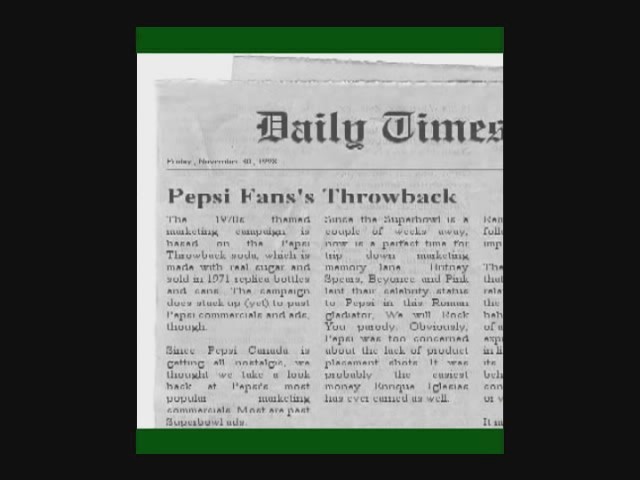 Daily Times
Friday, November 30, 1998
Pepsi Fans's Throwback
The 1970s themed
marketing campaign is
based on the Pepsi
Throwback soda, which is
made with real sugar and
sold in 1971 replica bottles
and cans. The campaign
does stack up (yet) to past
Pepsi commercials and ads,
though.
Since Pepsi Canada is
getting all nostalgic, we
thought we take a look
back at Pepsi's most
popular marketing
commercials. Most are past
Superbowl ads.
Since the Superbowl is a
couple of weeks away,
now is a perfect time for
trip down marketing
memory lane. Britney
Spears, Beyonce and Pink
lent their celebrity status
to Pepsi in this Roman
gladiator, We will Rock
You parody. Obviously,
Pepsi was too concerned
about the lack of product
placement shots. It was
probably the easiest
money Enrique Iglesias
has ever earned as well.